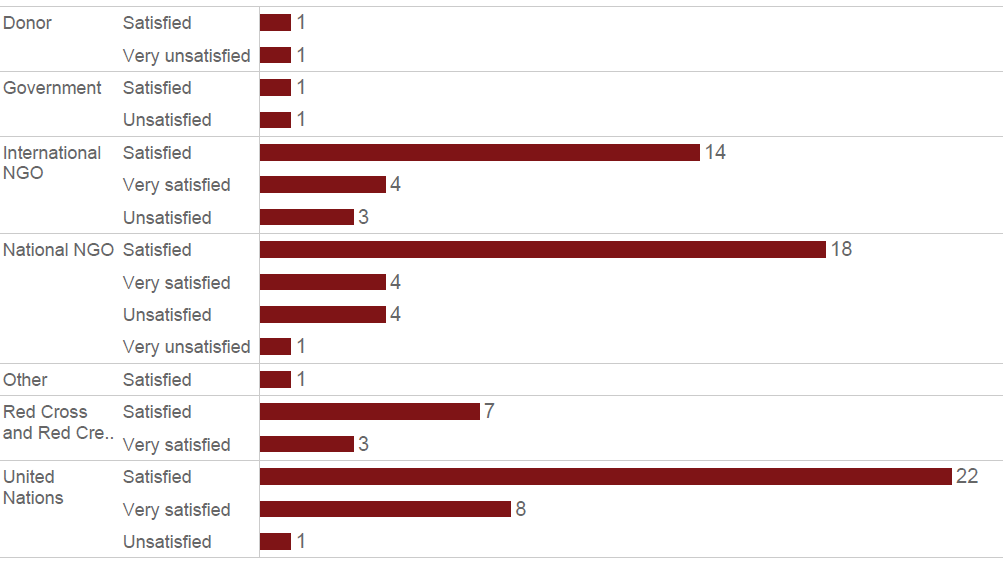 Donor Satisfied 1
Very unsatisfied 1
Government Satisfied 1
Unsatisfied 1
International Satisfied 14
NGO
Very satisfied 4
Unsatisfied 3
National NGO Satisfied 18
Very satisfied 4
Unsatisfied 4
Very unsatisfied 1
Other Satisfied 1
Red Cross Satisfied 7
and Red Cre.. Very satisfied 3
United Satisfied 22
Nations
Very satisfied 8
Unsatisfied 1